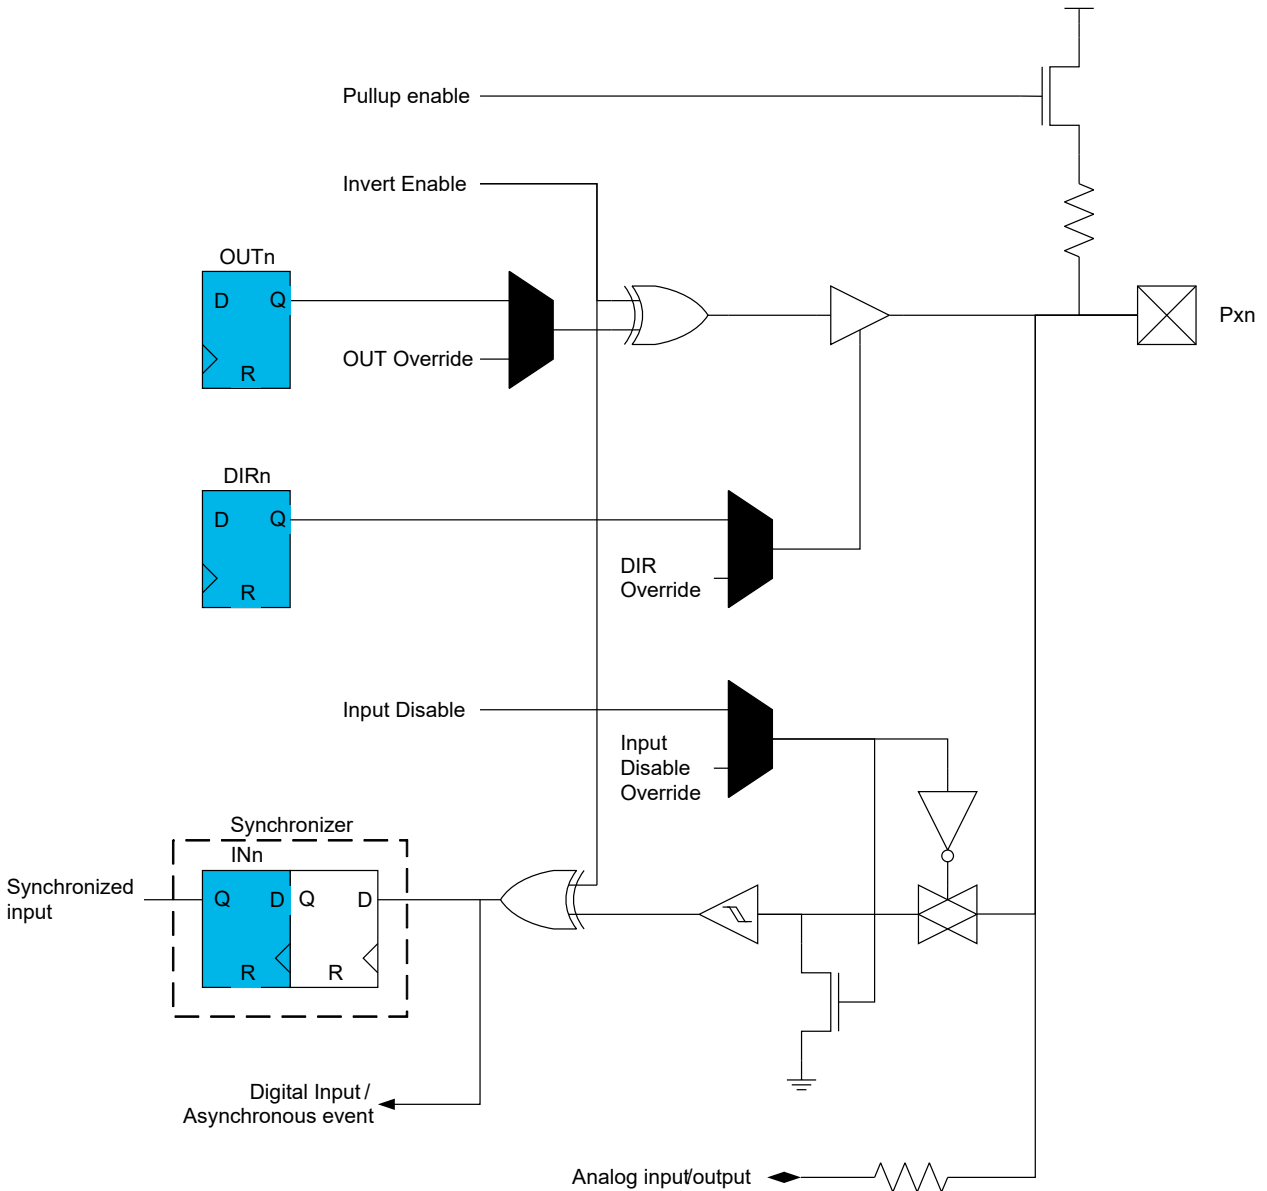 Pullup enable
Invert Enable
OUTn
D Q
R
OUT Override
Pxn
DIRn
D Q
R
DIR
Override
Input Disable
Input
Disable
Override
Synchronizer
INn
Synchronized
input
Q D Q D
R R
Digital Input /
Asynchronous event
Analog input/output